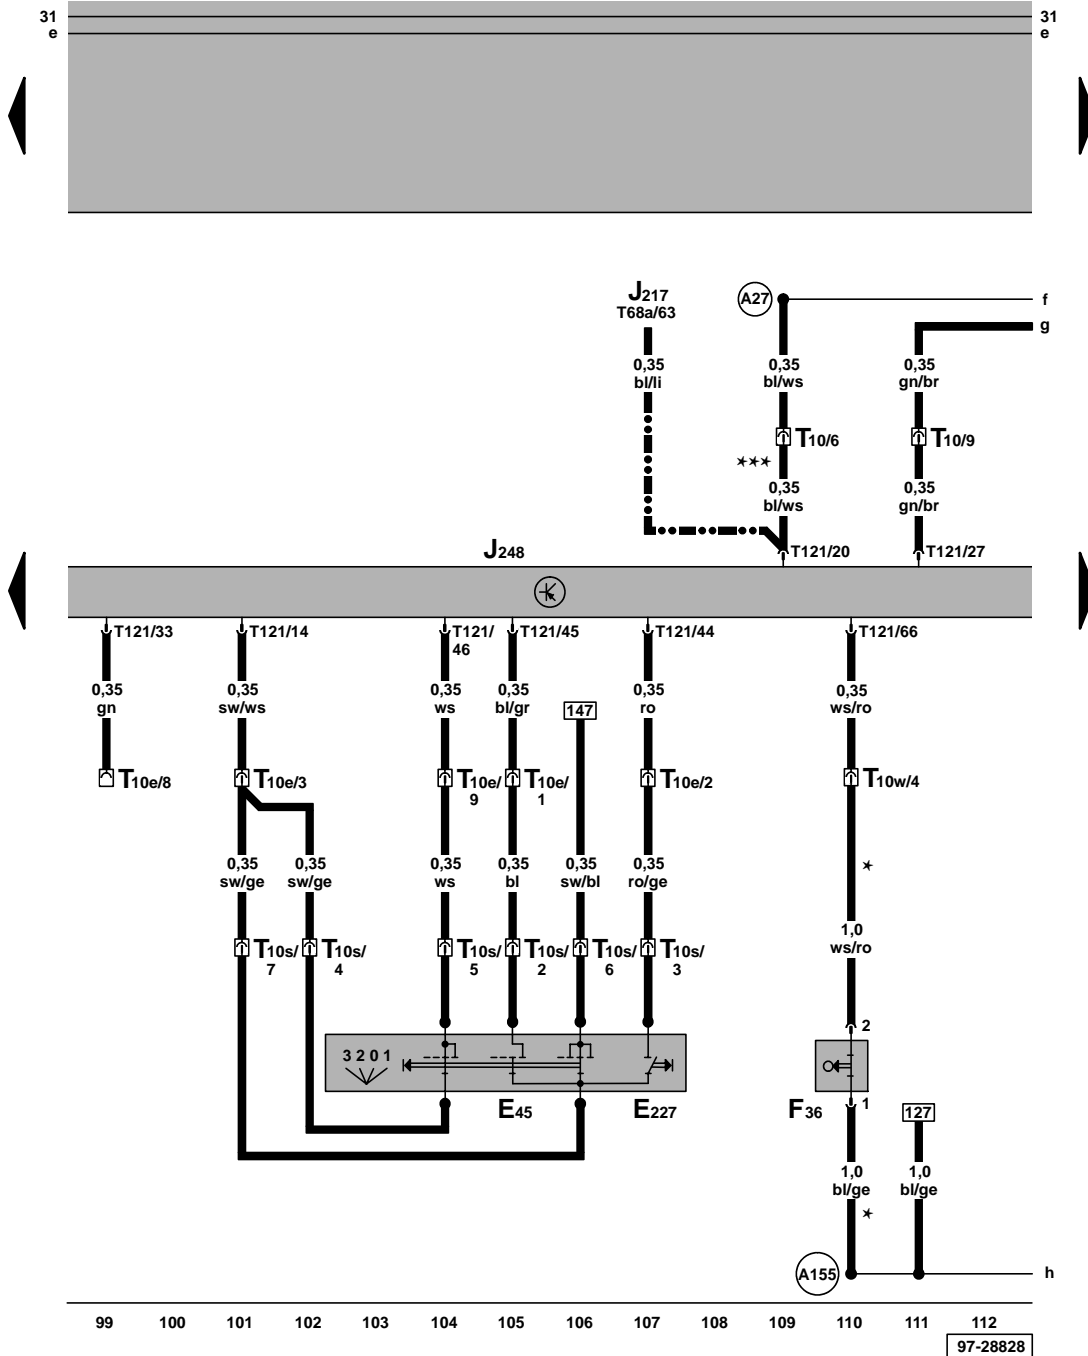 31 31
e e
J217
T68a/63
A27
f
g
0,35 0,35 0,35
bl/li bl/ws gn/br
T10/6 T10/9
★★★
0,35 0,35
bl/ws gn/br
J248
T121/20 T121/27
T121/33 T121/14 T121/ T121/45 T121/44 T121/66
46
0,35 0,35 0,35 0,35 0,35 0,35
gn sw/ws ws bl/gr ro ws/ro
147
T10e/8 T10e/3 T10e/ T10e/ T10e/2 T10w/4
9 1
0,35 0,35 0,35 0,35 0,35 0,35 ★
sw/ge sw/ge ws bl sw/bl ro/ge
1,0
ws/ro
T10s/ T10s/ T10s/ T10s/ T10s/ T10s/
7 4 5 2 6 3
2
3 2 0 1
E45 E227 F36
1
127
1,0 1,0
bl/ge bl/ge
★
A155
h
99 100 101 102 103 104 105 106 107 108 109 110 111 112
97-28828